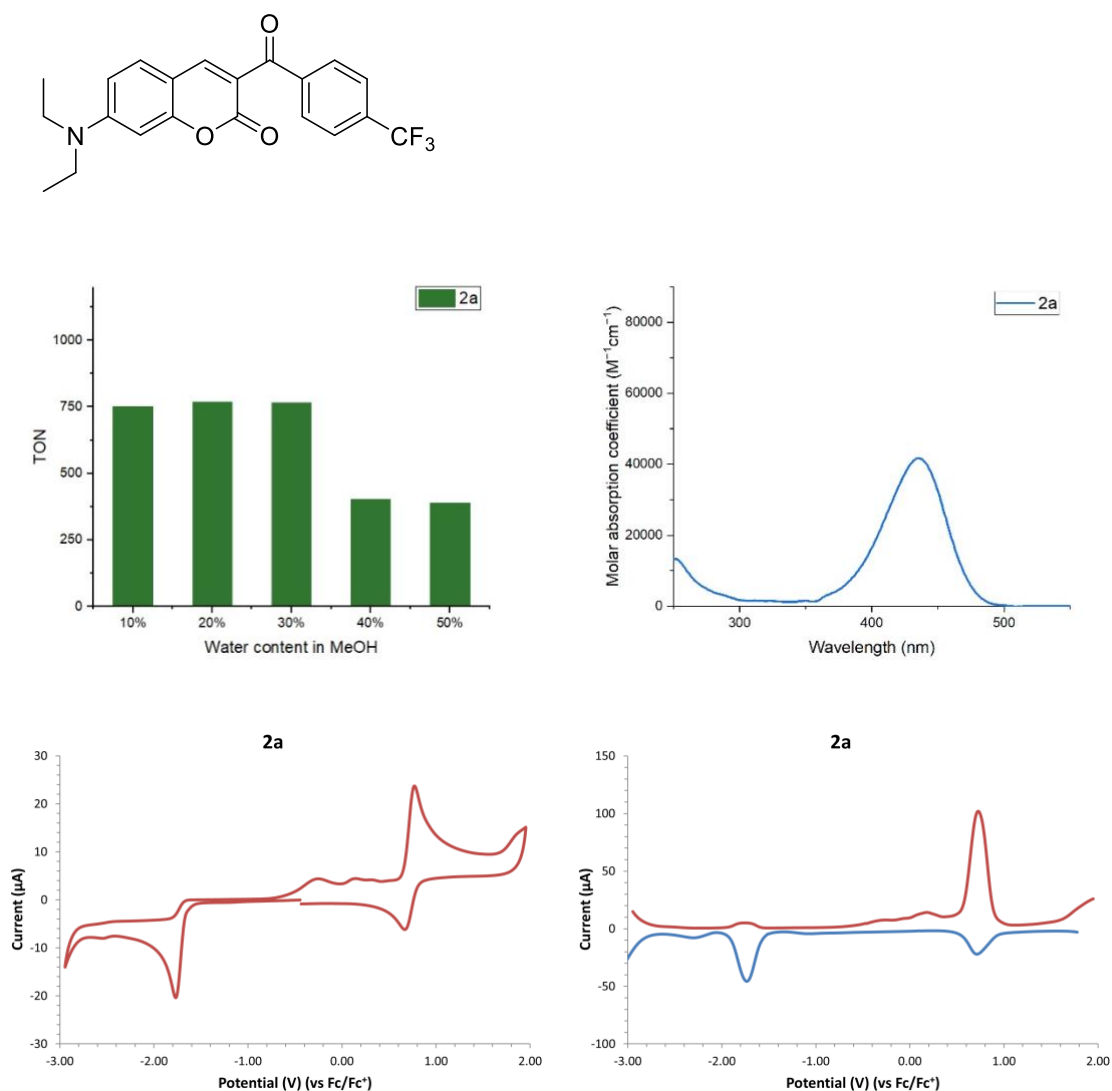 O
N
O
O
CF₃
2a
1000
750
500
250
0
TON
10% 20% 30% 40% 50%
Water content in MeOH
2a
80000
60000
40000
20000
0
Molar absorption coefficient (M⁻¹cm⁻¹)
300 400 500
Wavelength (nm)
2a
30
20
10
0
-10
-20
-30
Current (µA)
-3.00 -2.00 -1.00 0.00 1.00 2.00
Potential (V) (vs Fc/Fc⁺)
2a
150
100
50
0
-50
-100
Current (µA)
-3.00 -2.00 -1.00 0.00 1.00 2.00
Potential (V) (vs Fc/Fc⁺)